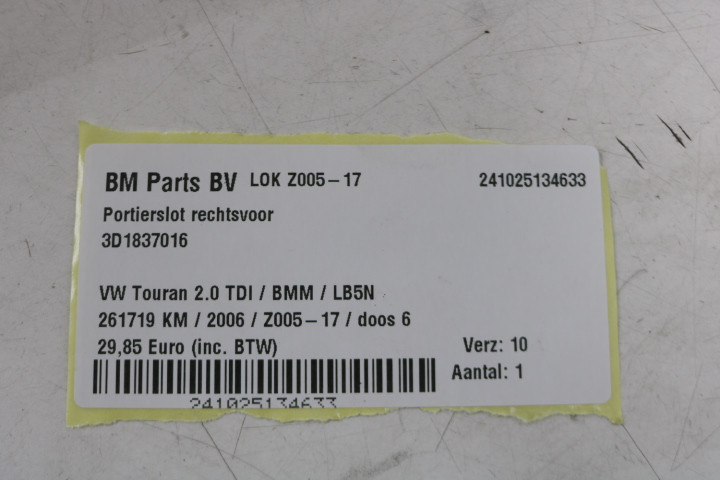 BM Parts BV LOK Z005-17 241025134633
Portierslot rechtsvoor
3D1837016
VW Touran 2.0 TDI / BMM / LB5N
261719 KM / 2006 / Z005-17 / doos 6
29,85 Euro (inc. BTW) Verz: 10
Aantal: 1
241025134633